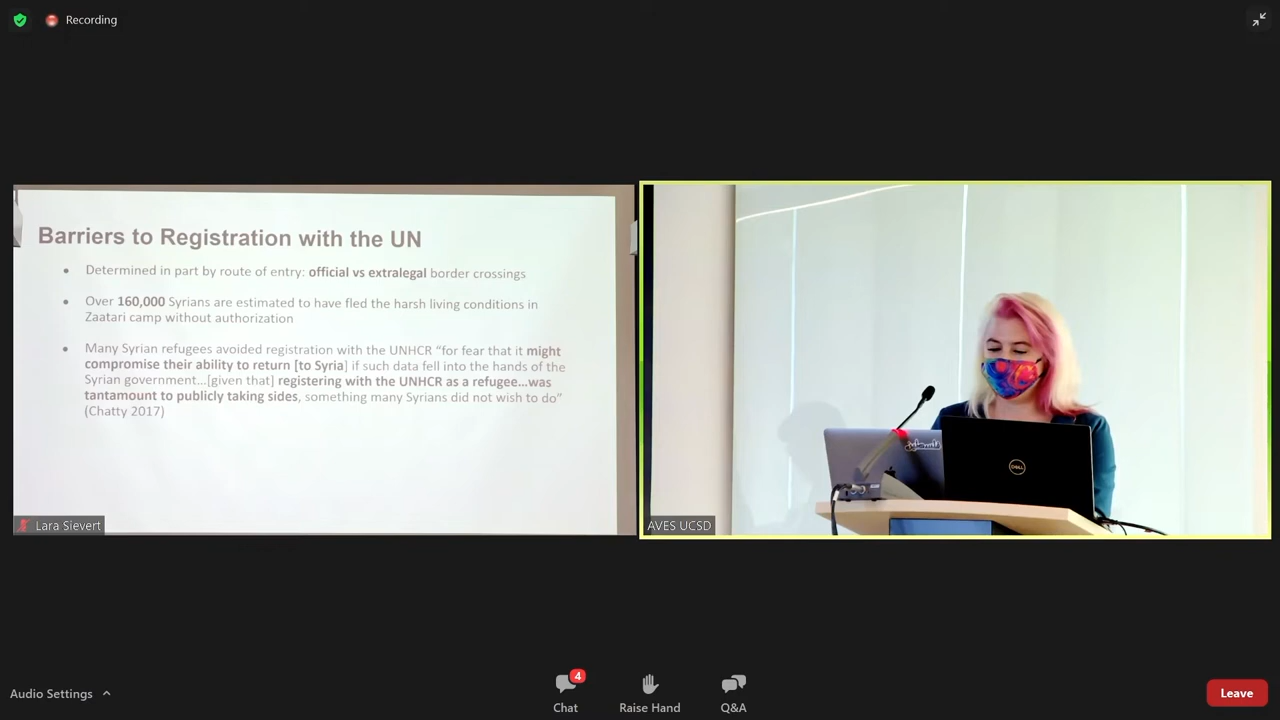 Recording
Barriers to Registration with the UN
• Determined in part by route of entry: official vs extralegal border crossings
• Over 160,000 Syrians are estimated to have fled the harsh living conditions in
Zaatari camp without authorization
• Many Syrian refugees avoided registration with the UNHCR “for fear that it might
compromise their ability to return [to Syria] if such data fell into the hands of the
Syrian government…[given that] registering with the UNHCR as a refugee…was
tantamount to publicly taking sides, something many Syrians did not wish to do”
(Chatty 2017)
Lara Sievert
DELL
AVES UCSD
Audio Settings
4
Chat
Raise Hand
Q&A
Leave